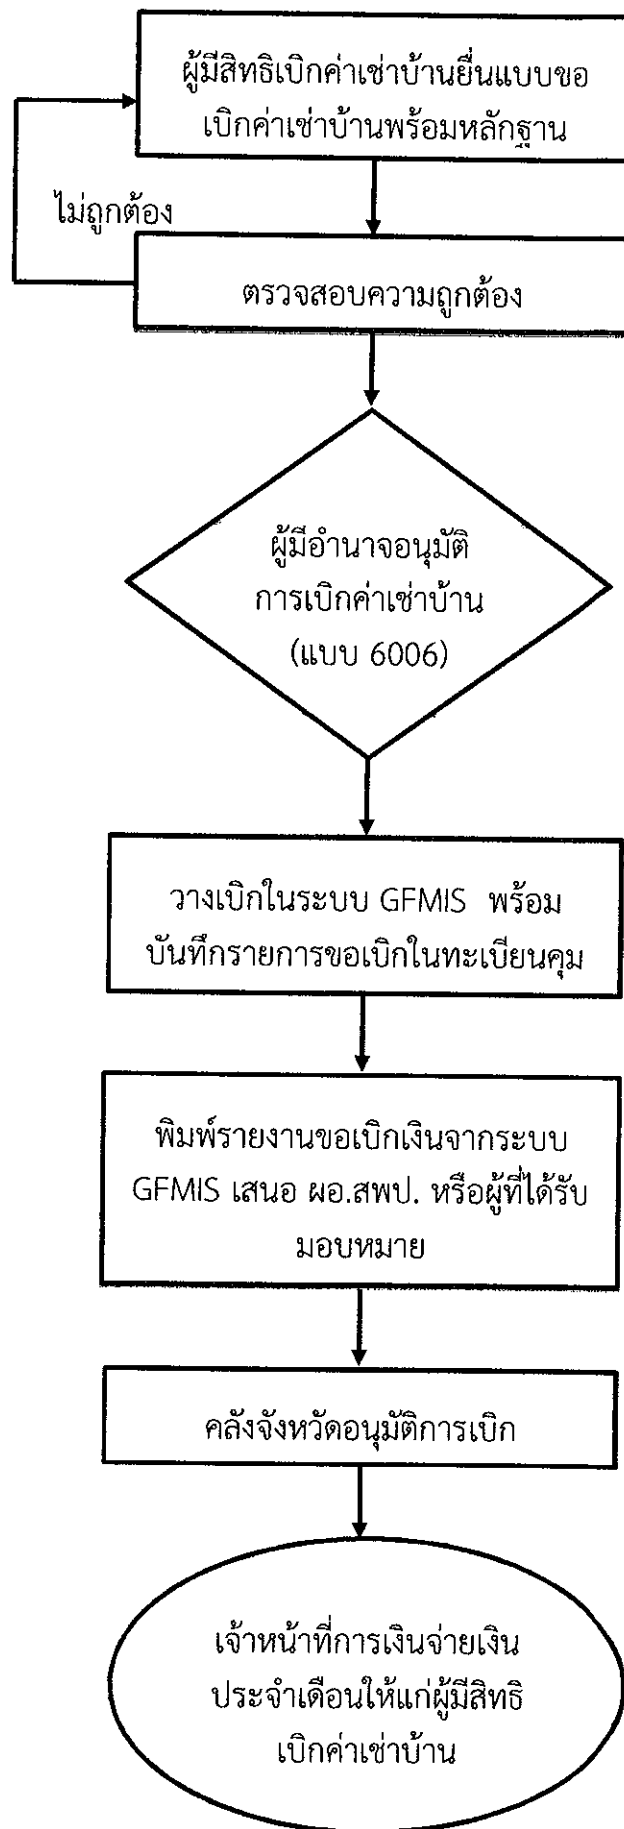 ผู้มีสิทธิเบิกค่าเช่าบ้านยื่นแบบขอ
เบิกค่าเช่าบ้านพร้อมหลักฐาน
ไม่ถูกต้อง
ตรวจสอบความถูกต้อง
ผู้มีอำนาจอนุมัติ
การเบิกค่าเช่าบ้าน
(แบบ 6006)
วางเบิกในระบบ GFMIS พร้อม
บันทึกรายการขอเบิกในทะเบียนคุม
พิมพ์รายงานขอเบิกเงินจากระบบ
GFMIS เสนอ ผอ.สพป. หรือผู้ที่ได้รับ
มอบหมาย
คลังจังหวัดอนุมัติการเบิก
เจ้าหน้าที่การเงินจ่ายเงิน
ประจำเดือนให้แก่ผู้มีสิทธิ
เบิกค่าเช่าบ้าน